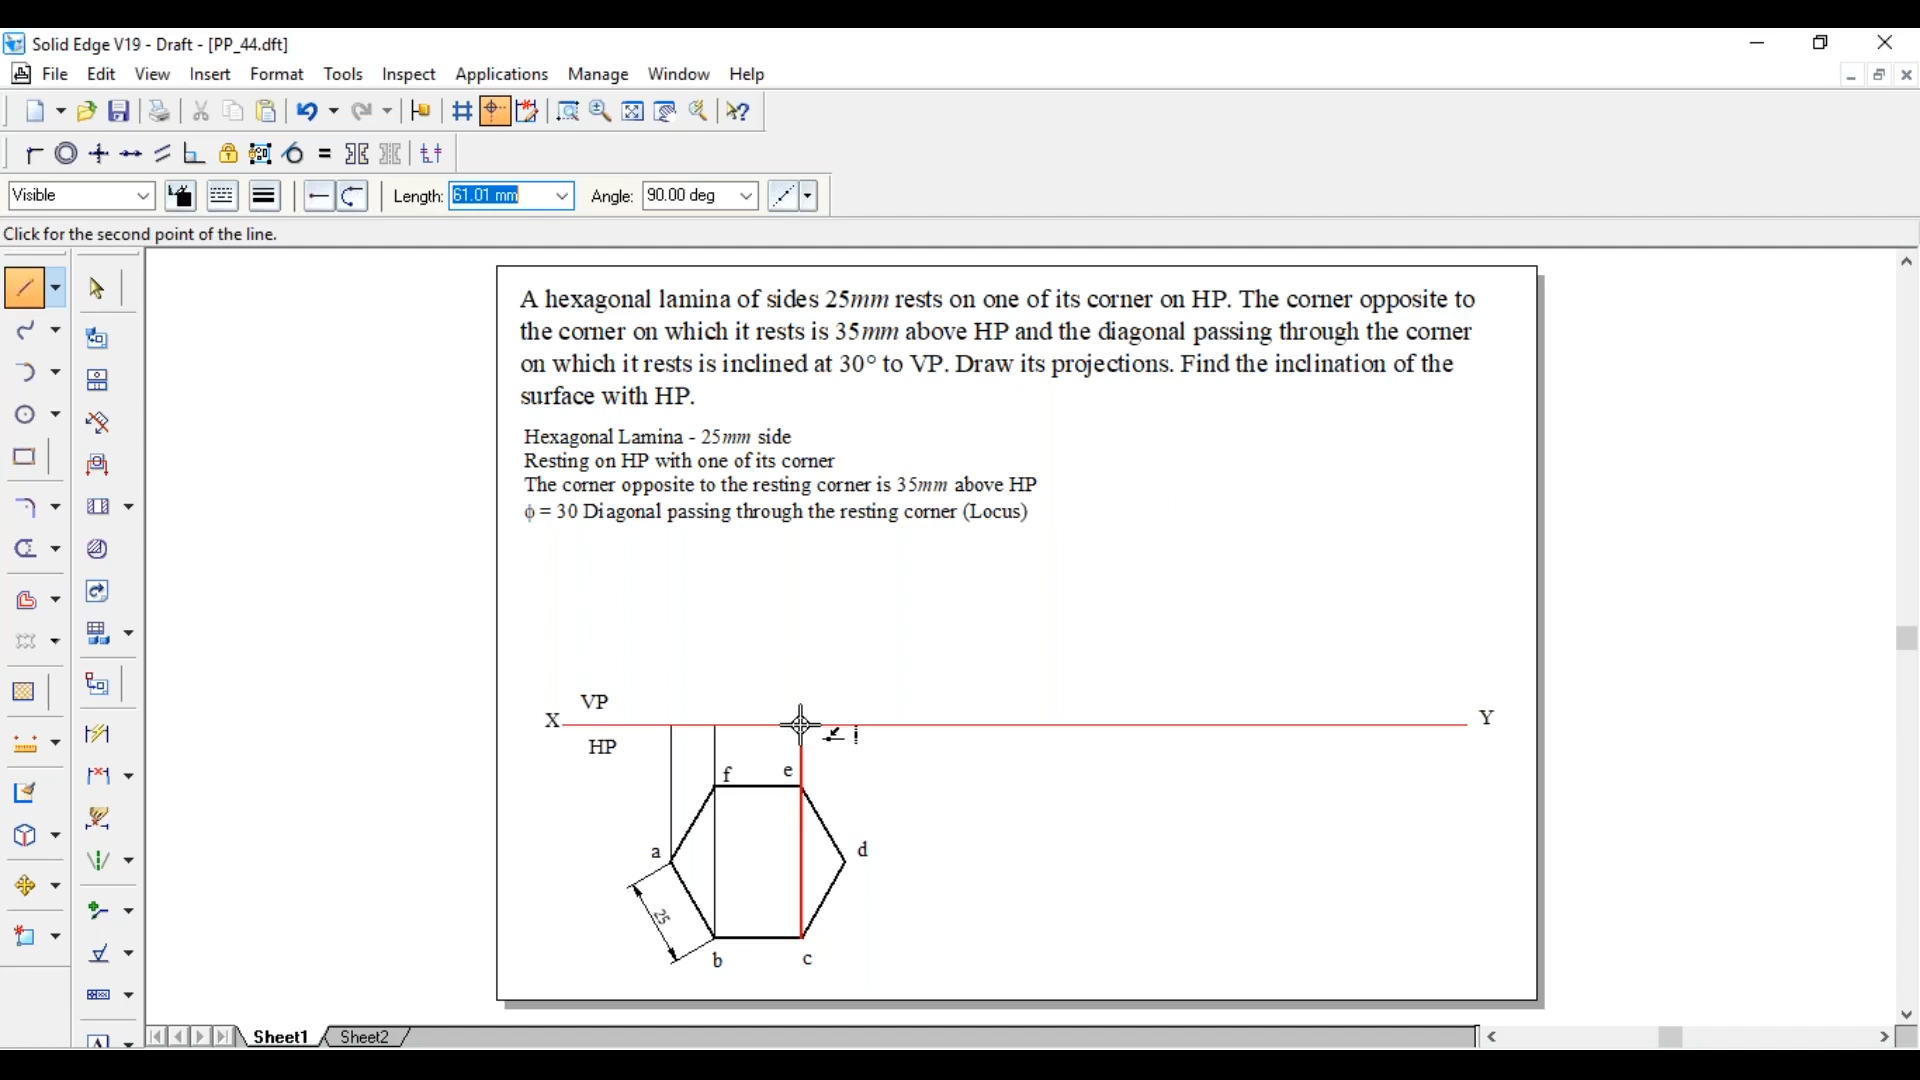 Solid Edge V19 - Draft - [PP_44.dft]
File Edit View Insert Format Tools Inspect Applications Manage Window Help
Visible Length: 61.01 mm Angle: 90.00 deg
Click for the second point of the line.
A hexagonal lamina of sides 25mm rests on one of its corner on HP. The corner opposite to
the corner on which it rests is 35mm above HP and the diagonal passing through the corner
on which it rests is inclined at 30° to VP. Draw its projections. Find the inclination of the
surface with HP.
Hexagonal Lamina - 25mm side
Resting on HP with one of its corner
The corner opposite to the resting corner is 35mm above HP
ϕ = 30 Diagonal passing through the resting corner (Locus)
VP
X Y
HP
f e
a d
25
b c
Sheet1 Sheet2